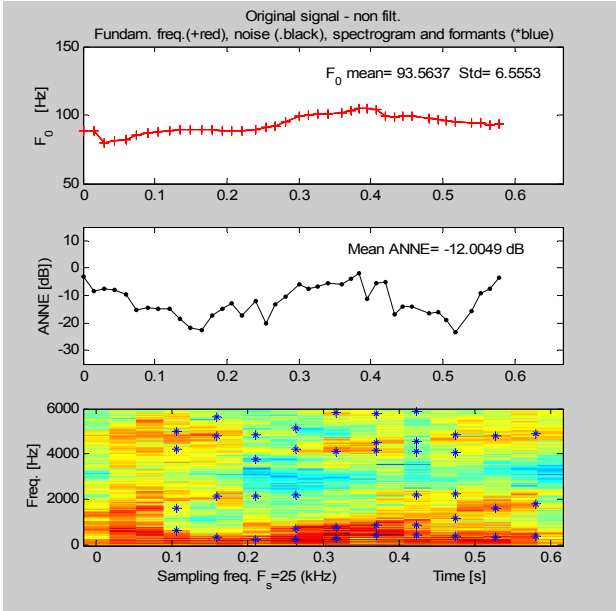 Original signal - non filt.
Fundam. freq.(+red), noise (.black), spectrogram and formants (*blue)
150
100
50
F0 [Hz]
F0 mean= 93.5637 Std= 6.5553
0 0.1 0.2 0.3 0.4 0.5 0.6
10
0
-10
-20
-30
ANNE [dB])
Mean ANNE= -12.0049 dB
0 0.1 0.2 0.3 0.4 0.5 0.6
6000
4000
2000
0
Freq. [Hz]
0 0.1 0.2 0.3 0.4 0.5 0.6
Sampling freq. Fs=25 (kHz) Time [s]